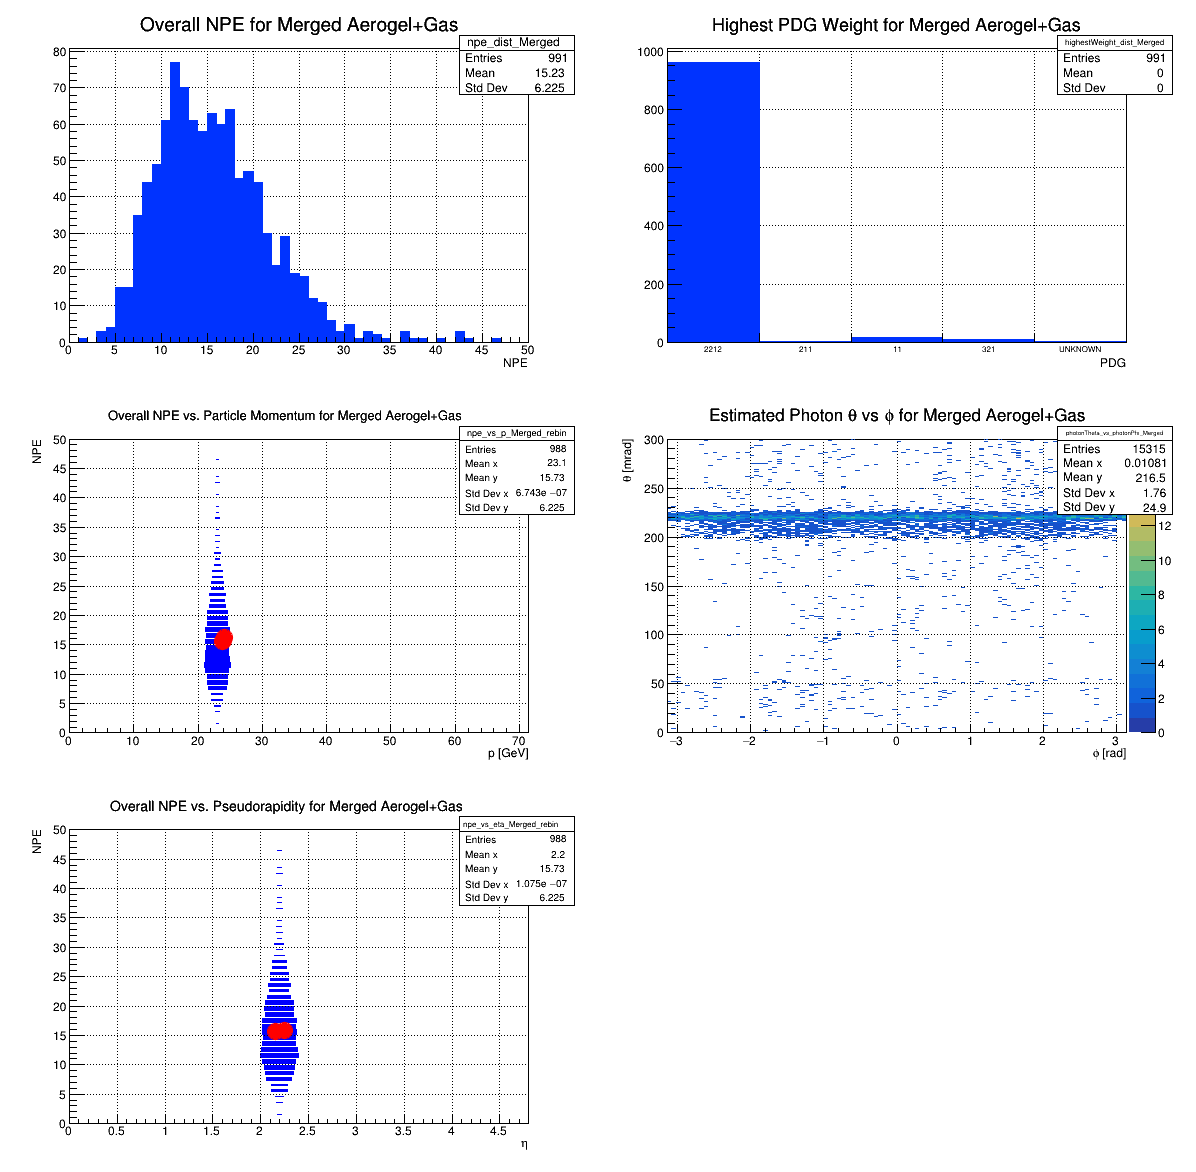 Overall NPE for Merged Aerogel+Gas
npe_dist_Merged
Entries 991
Mean 15.23
Std Dev 6.225
80
70
60
50
40
30
20
10
0
0 5 10 15 20 25 30 35 40 45 50
NPE
Highest PDG Weight for Merged Aerogel+Gas
highestWeight_dist_Merged
Entries 991
Mean 0
Std Dev 0
1000
800
600
400
200
0
2212 211 11 321 UNKNOWN
PDG
Overall NPE vs. Particle Momentum for Merged Aerogel+Gas
npe_vs_p_Merged_rebin
Entries 988
Mean x 23.1
Mean y 15.73
Std Dev x 6.743e −07
Std Dev y 6.225
NPE
50
45
40
35
30
25
20
15
10
5
0
0 10 20 30 40 50 60 70
p [GeV]
Estimated Photon θ vs ϕ for Merged Aerogel+Gas
photonTheta_vs_photonPhi_Merged
Entries 15315
Mean x 0.01081
Mean y 216.5
Std Dev x 1.76
Std Dev y 24.9
θ [mrad]
300
250
200
150
100
50
0
−3 −2 −1 0 1 2 3
ϕ [rad]
12
10
8
6
4
2
0
Overall NPE vs. Pseudorapidity for Merged Aerogel+Gas
npe_vs_eta_Merged_rebin
Entries 988
Mean x 2.2
Mean y 15.73
Std Dev x 1.075e −07
Std Dev y 6.225
NPE
50
45
40
35
30
25
20
15
10
5
0
0 0.5 1 1.5 2 2.5 3 3.5 4 4.5
η